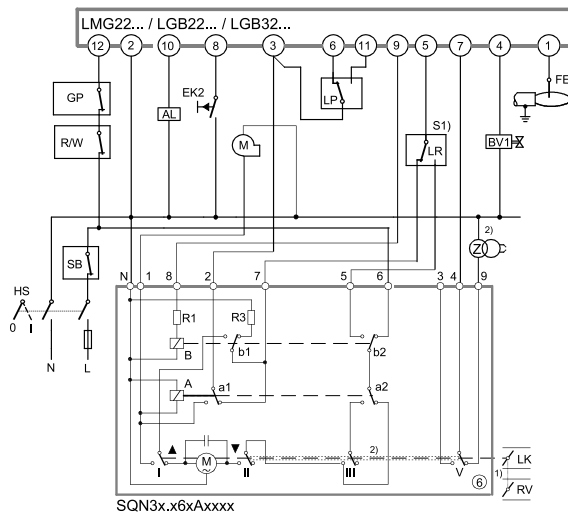 LMG22... / LGB22... / LGB32...
12 2 10 8 3 6 11 9 5 7 4 1
FE
EK2
GP
LP
AL
S1)
M
LR
BV1
R/W
2)
Z
SB
N 1 8 2 7 5 6 3 4 9
HS
0 I
R1 R3
b1 b2
B
N L
A a1 a2
2)
LK
M
1)
I II III V 6
RV
SQN3x.x6xAxxxx